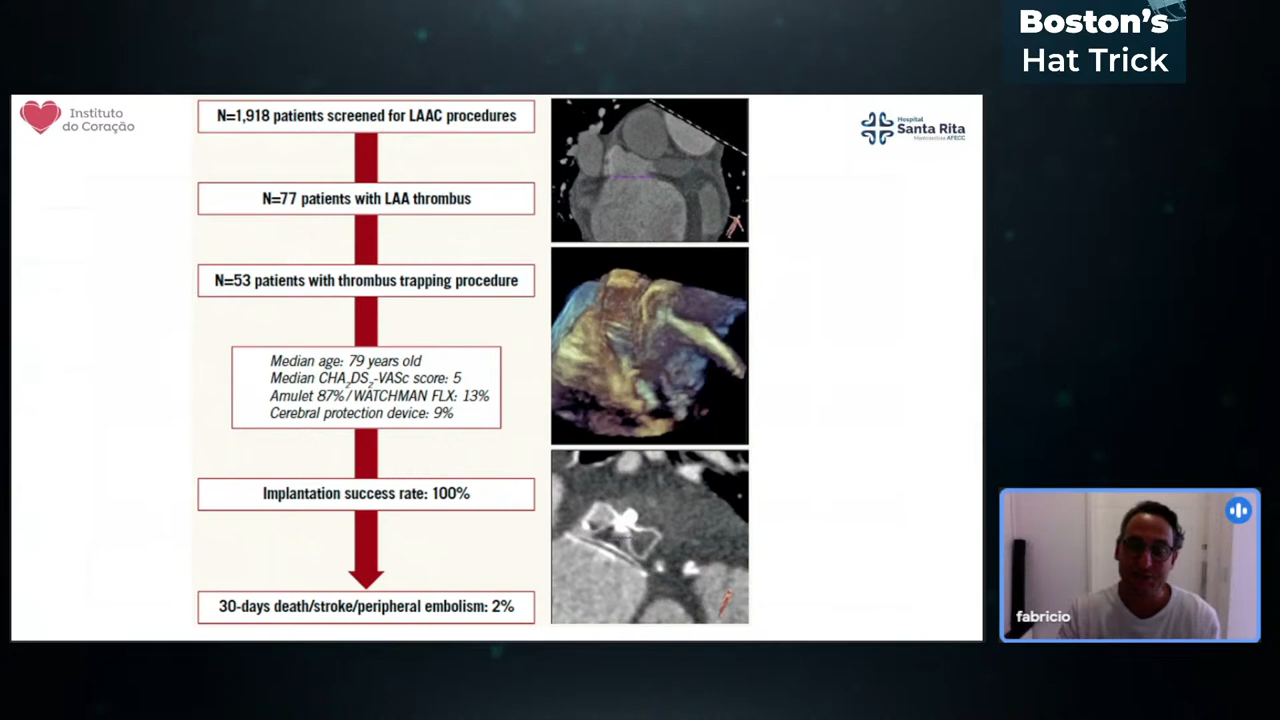 Boston's
Hat Trick
Instituto
do Coração
Hospital
Santa Rita
N=1,918 patients screened for LAAC procedures
N=77 patients with LAA thrombus
N=53 patients with thrombus trapping procedure
Median age: 79 years old
Median CHA2DS2-VASc score: 5
Amulet 87%/WATCHMAN FLX: 13%
Cerebral protection device: 9%
Implantation success rate: 100%
30-days death/stroke/peripheral embolism: 2%
fabricio